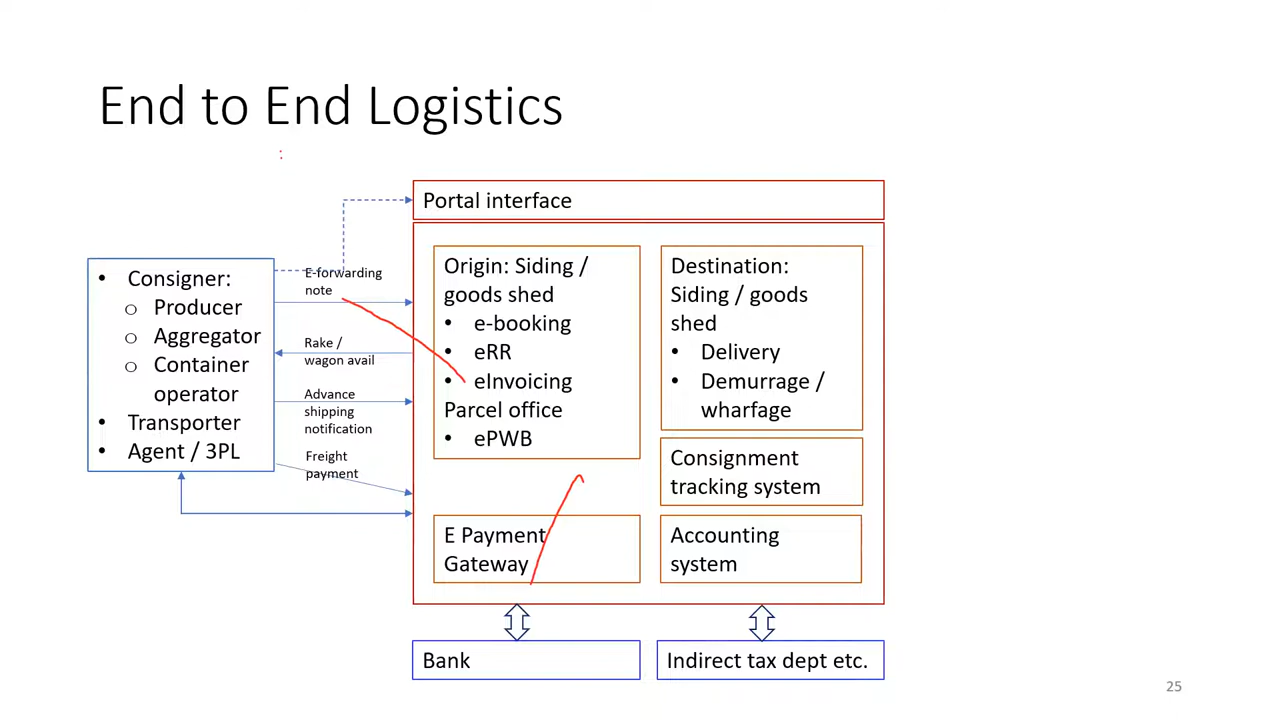 End to End Logistics
Portal interface
• Consigner:
o Producer
o Aggregator
o Container
operator
• Transporter
• Agent / 3PL
E-forwarding
note
Rake /
wagon avail
Advance
shipping
notification
Freight
payment
Origin: Siding /
goods shed
• e-booking
• eRR
• eInvoicing
Parcel office
• ePWB
E Payment
Gateway
Destination:
Siding / goods
shed
• Delivery
• Demurrage /
wharfage
Consignment
tracking system
Accounting
system
Bank
Indirect tax dept etc.
25